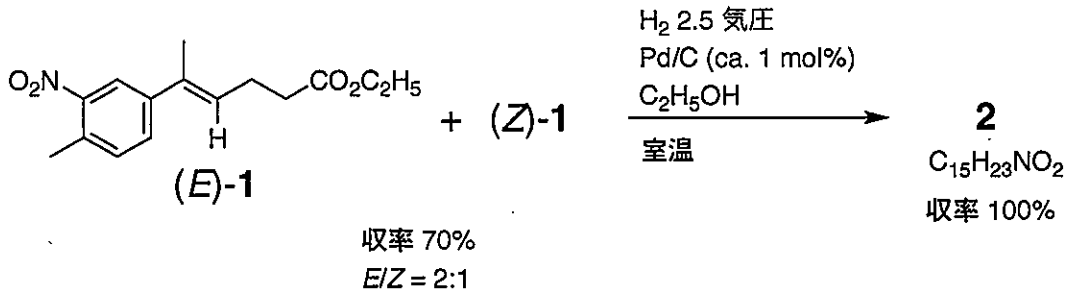 H₂ 2.5 気圧
Pd/C (ca. 1 mol%)
C₂H₅OH
室温
O₂N
CO₂C₂H₅
H
(E)-1
+ (Z)-1
2
C₁₅H₂₃NO₂
収率 100%
収率 70%
E/Z = 2:1